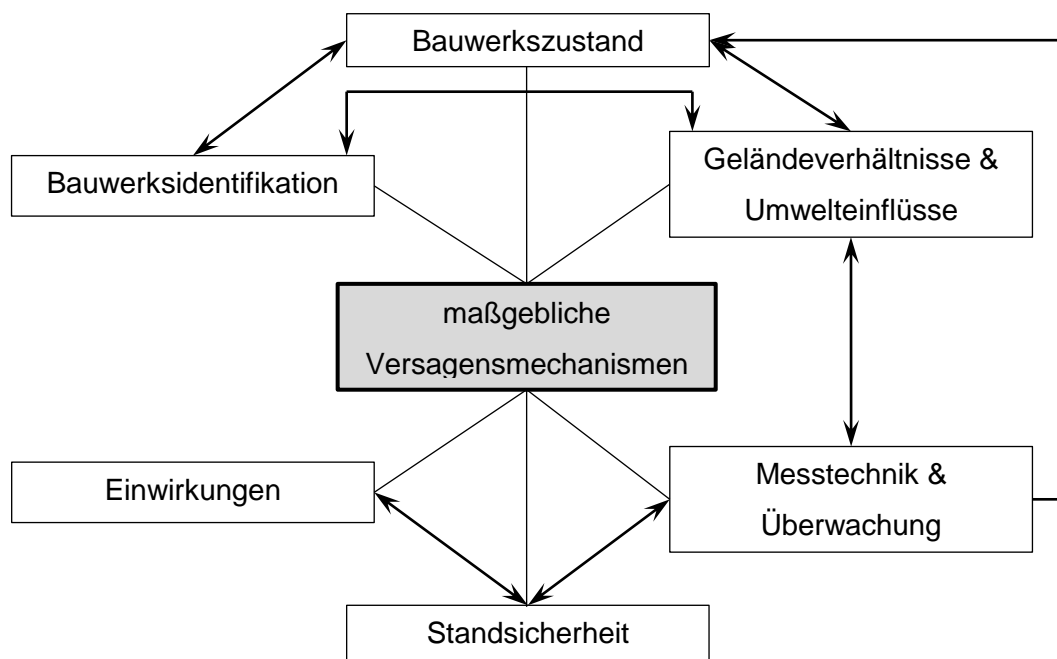 Bauwerkszustand
Bauwerksidentifikation
Geländeverhältnisse &
Umwelteinflüsse
maßgebliche
Versagensmechanismen
Einwirkungen
Messtechnik &
Überwachung
Standsicherheit